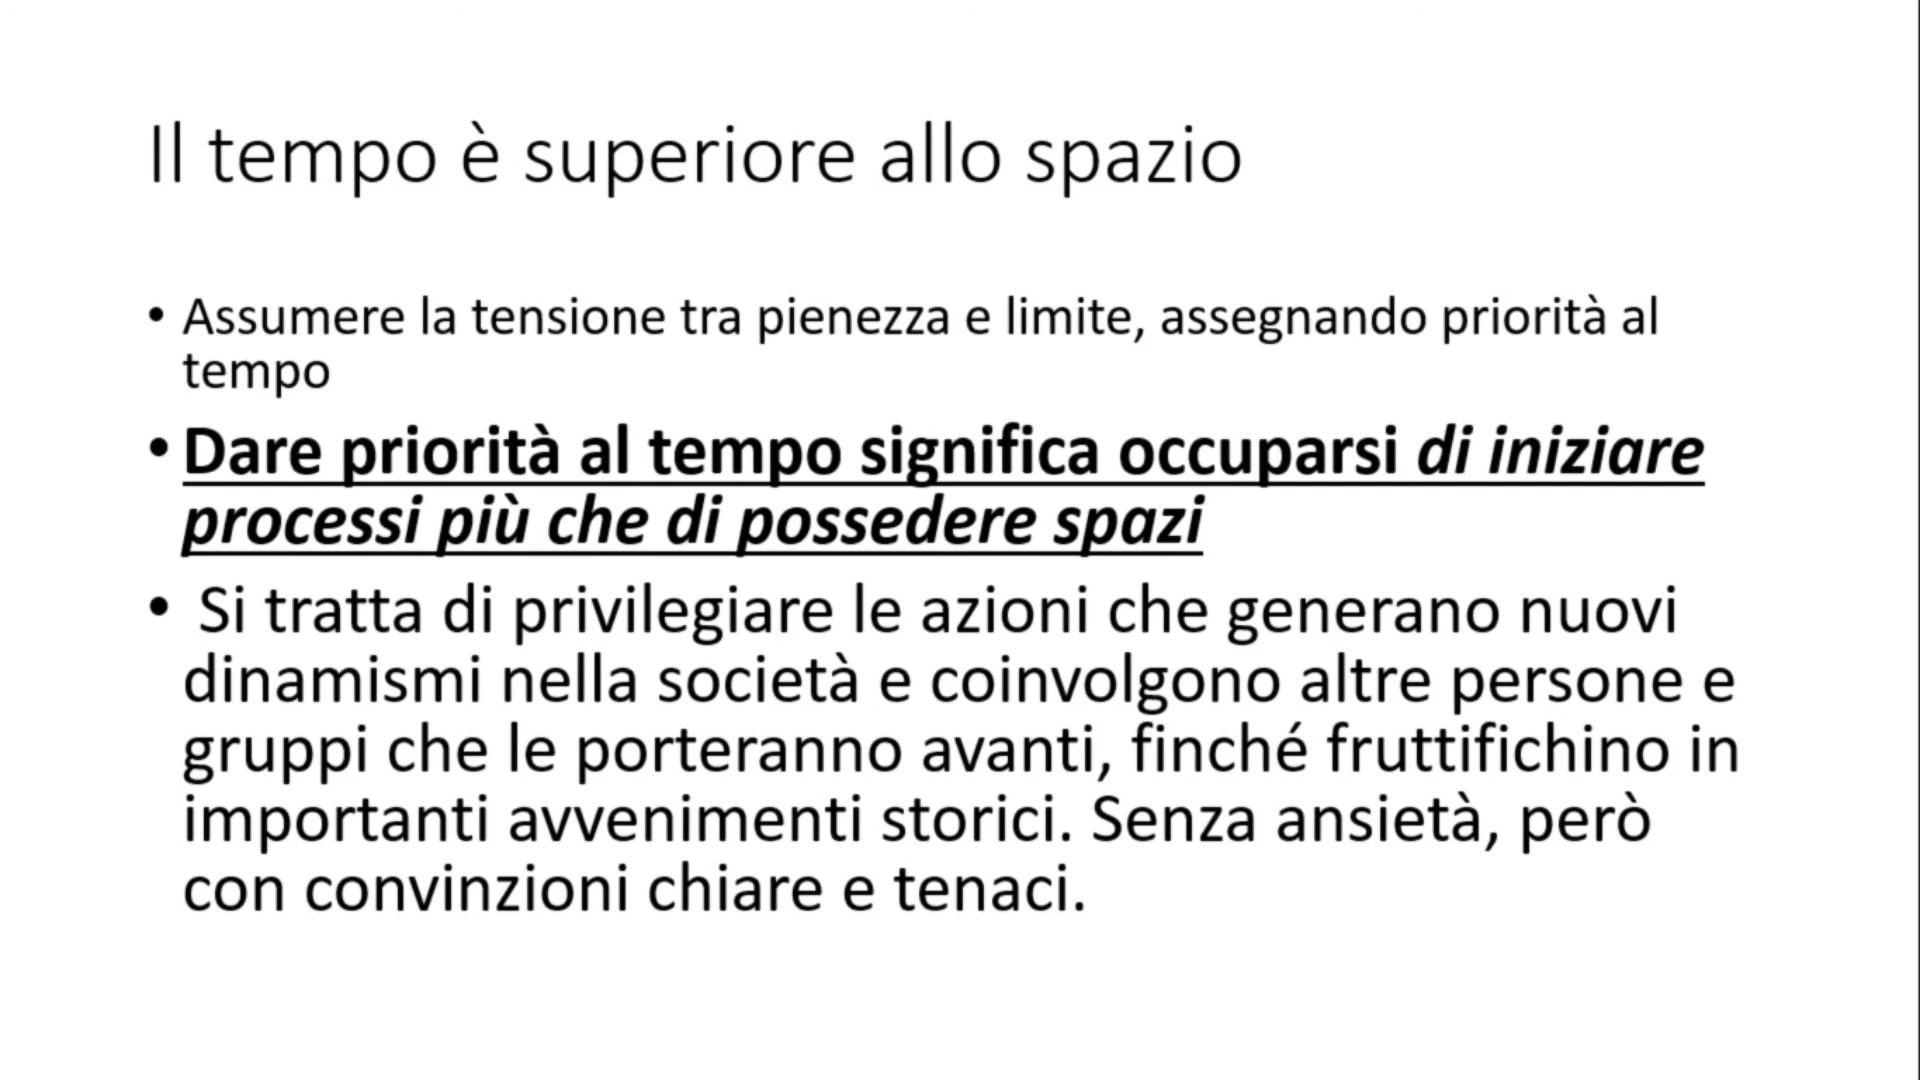 Il tempo è superiore allo spazio
• Assumere la tensione tra pienezza e limite, assegnando priorità al
tempo
• Dare priorità al tempo significa occuparsi di iniziare
processi più che di possedere spazi
• Si tratta di privilegiare le azioni che generano nuovi
dinamismi nella società e coinvolgono altre persone e
gruppi che le porteranno avanti, finché fruttifichino in
importanti avvenimenti storici. Senza ansietà, però
con convinzioni chiare e tenaci.